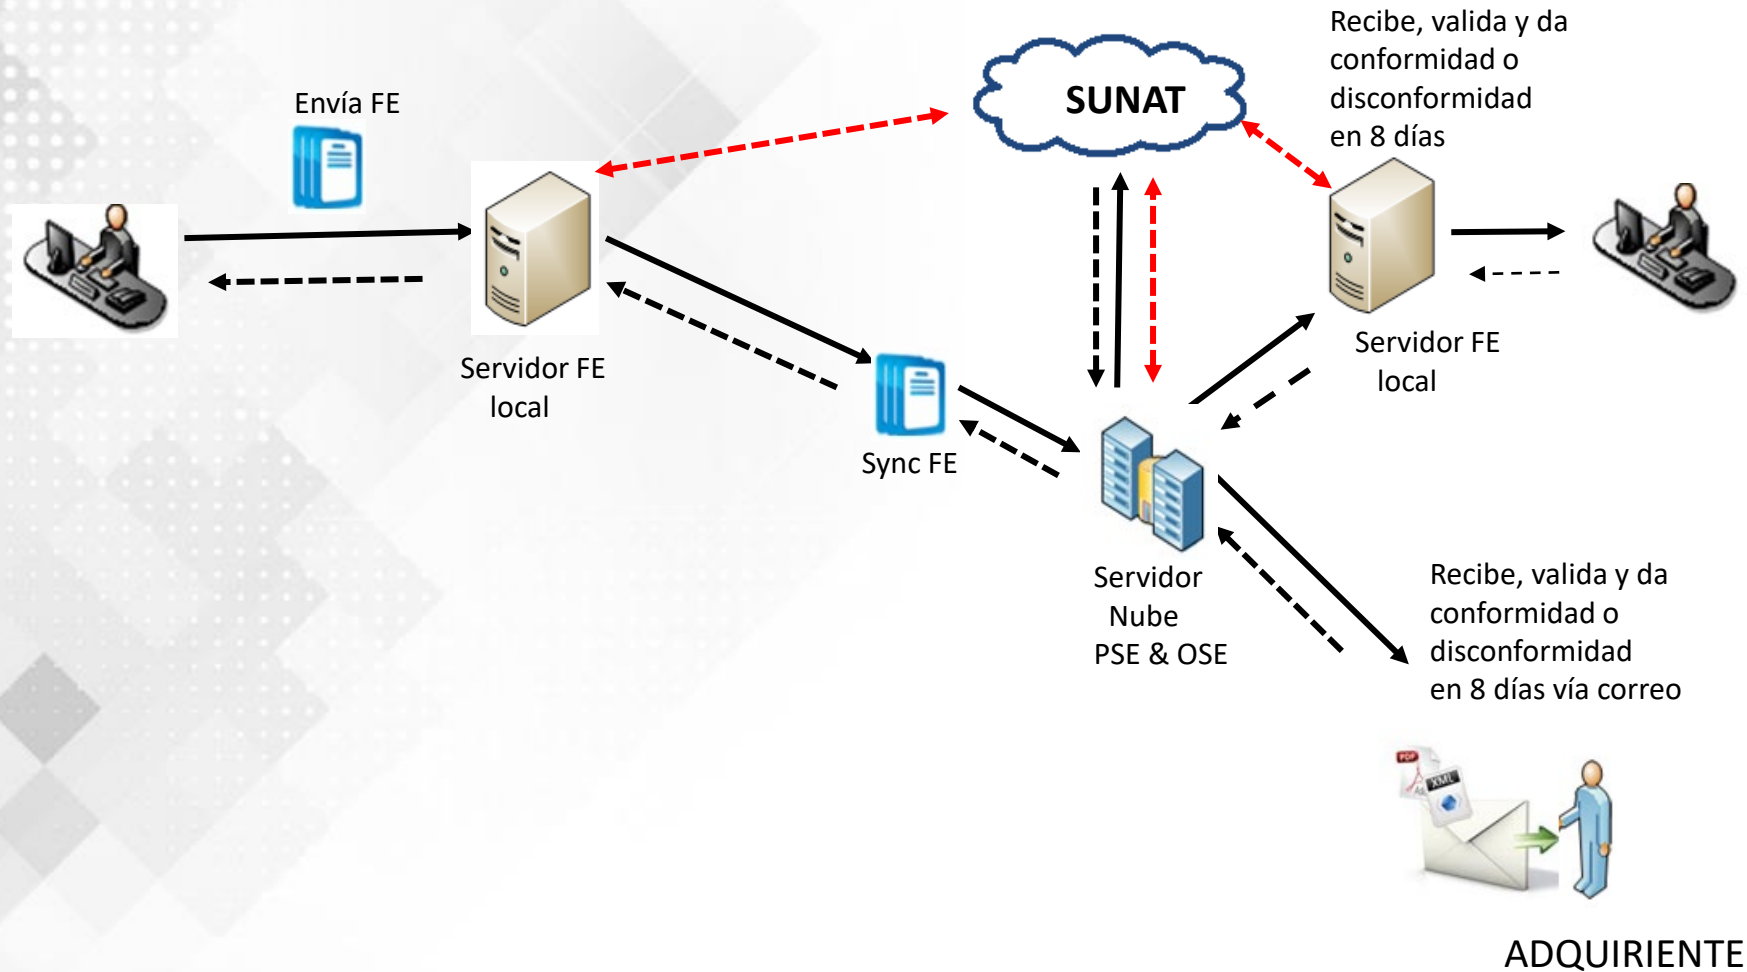 Recibe, valida y da
conformidad o
disconformidad
en 8 días
SUNAT
Envía FE
Servidor FE
local
Servidor FE
local
Sync FE
Servidor
Nube
PSE & OSE
Recibe, valida y da
conformidad o
disconformidad
en 8 días vía correo
PDF
XML
ADQUIRIENTE